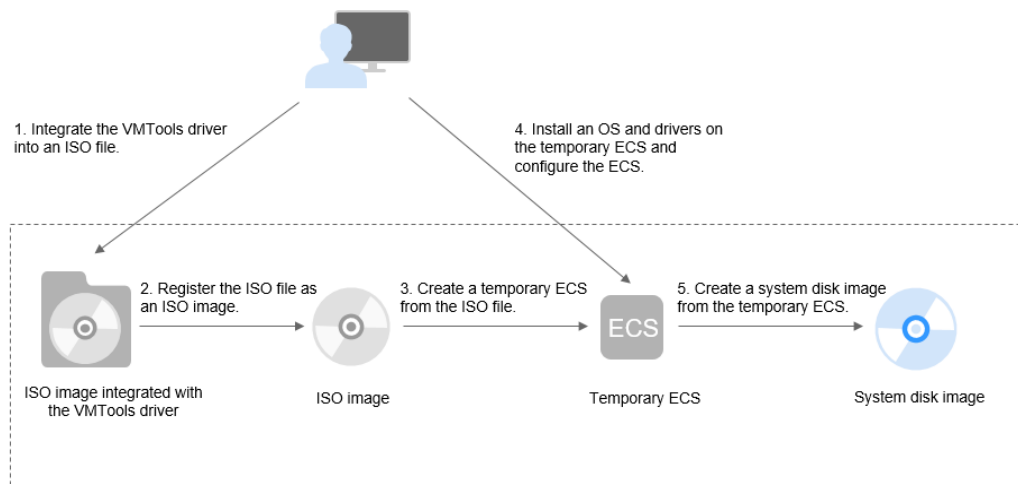 1. Integrate the VMTools driver
into an ISO file.
4. Install an OS and drivers on
the temporary ECS and
configure the ECS.
2. Register the ISO file as
an ISO image.
3. Create a temporary ECS
from the ISO file.
5. Create a system disk image
from the temporary ECS.
ECS
ISO image integrated with
the VMTools driver
ISO image
Temporary ECS
System disk image